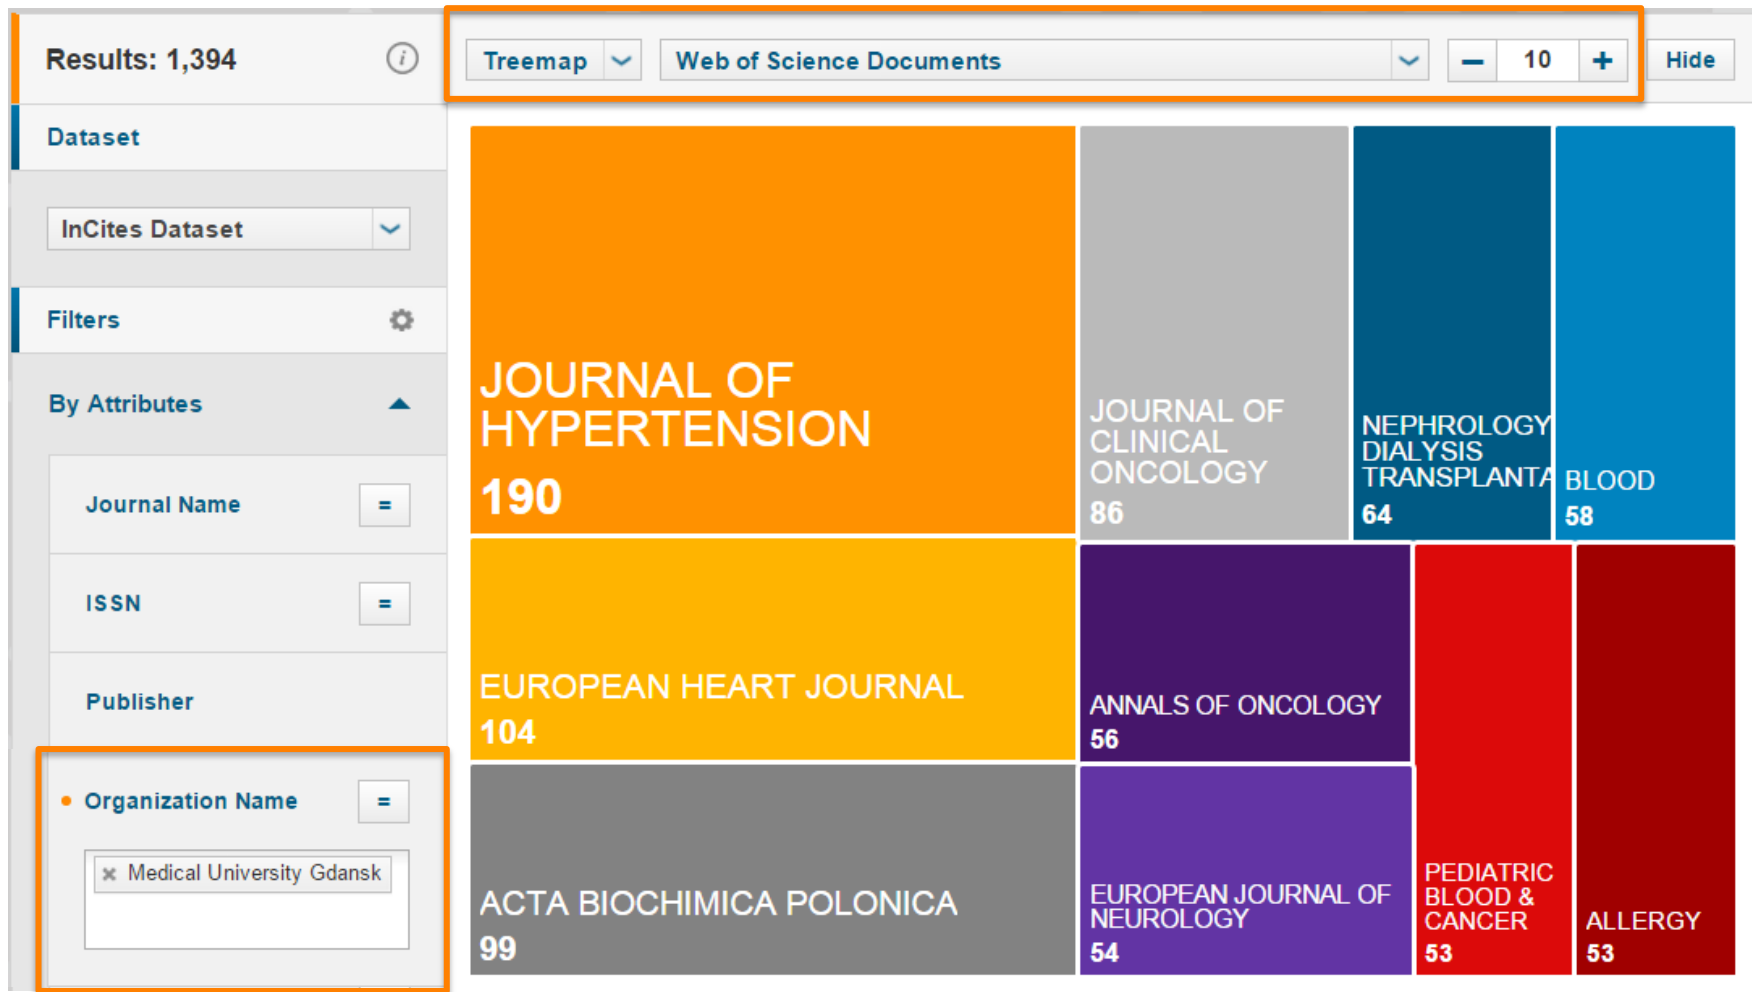 Results: 1,394
i
Treemap
Web of Science Documents
–
10
+
Hide
Dataset
InCites Dataset
Filters
By Attributes
Journal Name
=
ISSN
=
Publisher
Organization Name
=
× Medical University Gdansk
JOURNAL OF
HYPERTENSION
190
JOURNAL OF
CLINICAL
ONCOLOGY
86
NEPHROLOGY
DIALYSIS
TRANSPLANTA
64
BLOOD
58
EUROPEAN HEART JOURNAL
104
ANNALS OF ONCOLOGY
56
ACTA BIOCHIMICA POLONICA
99
EUROPEAN JOURNAL OF
NEUROLOGY
54
PEDIATRIC
BLOOD &
CANCER
53
ALLERGY
53